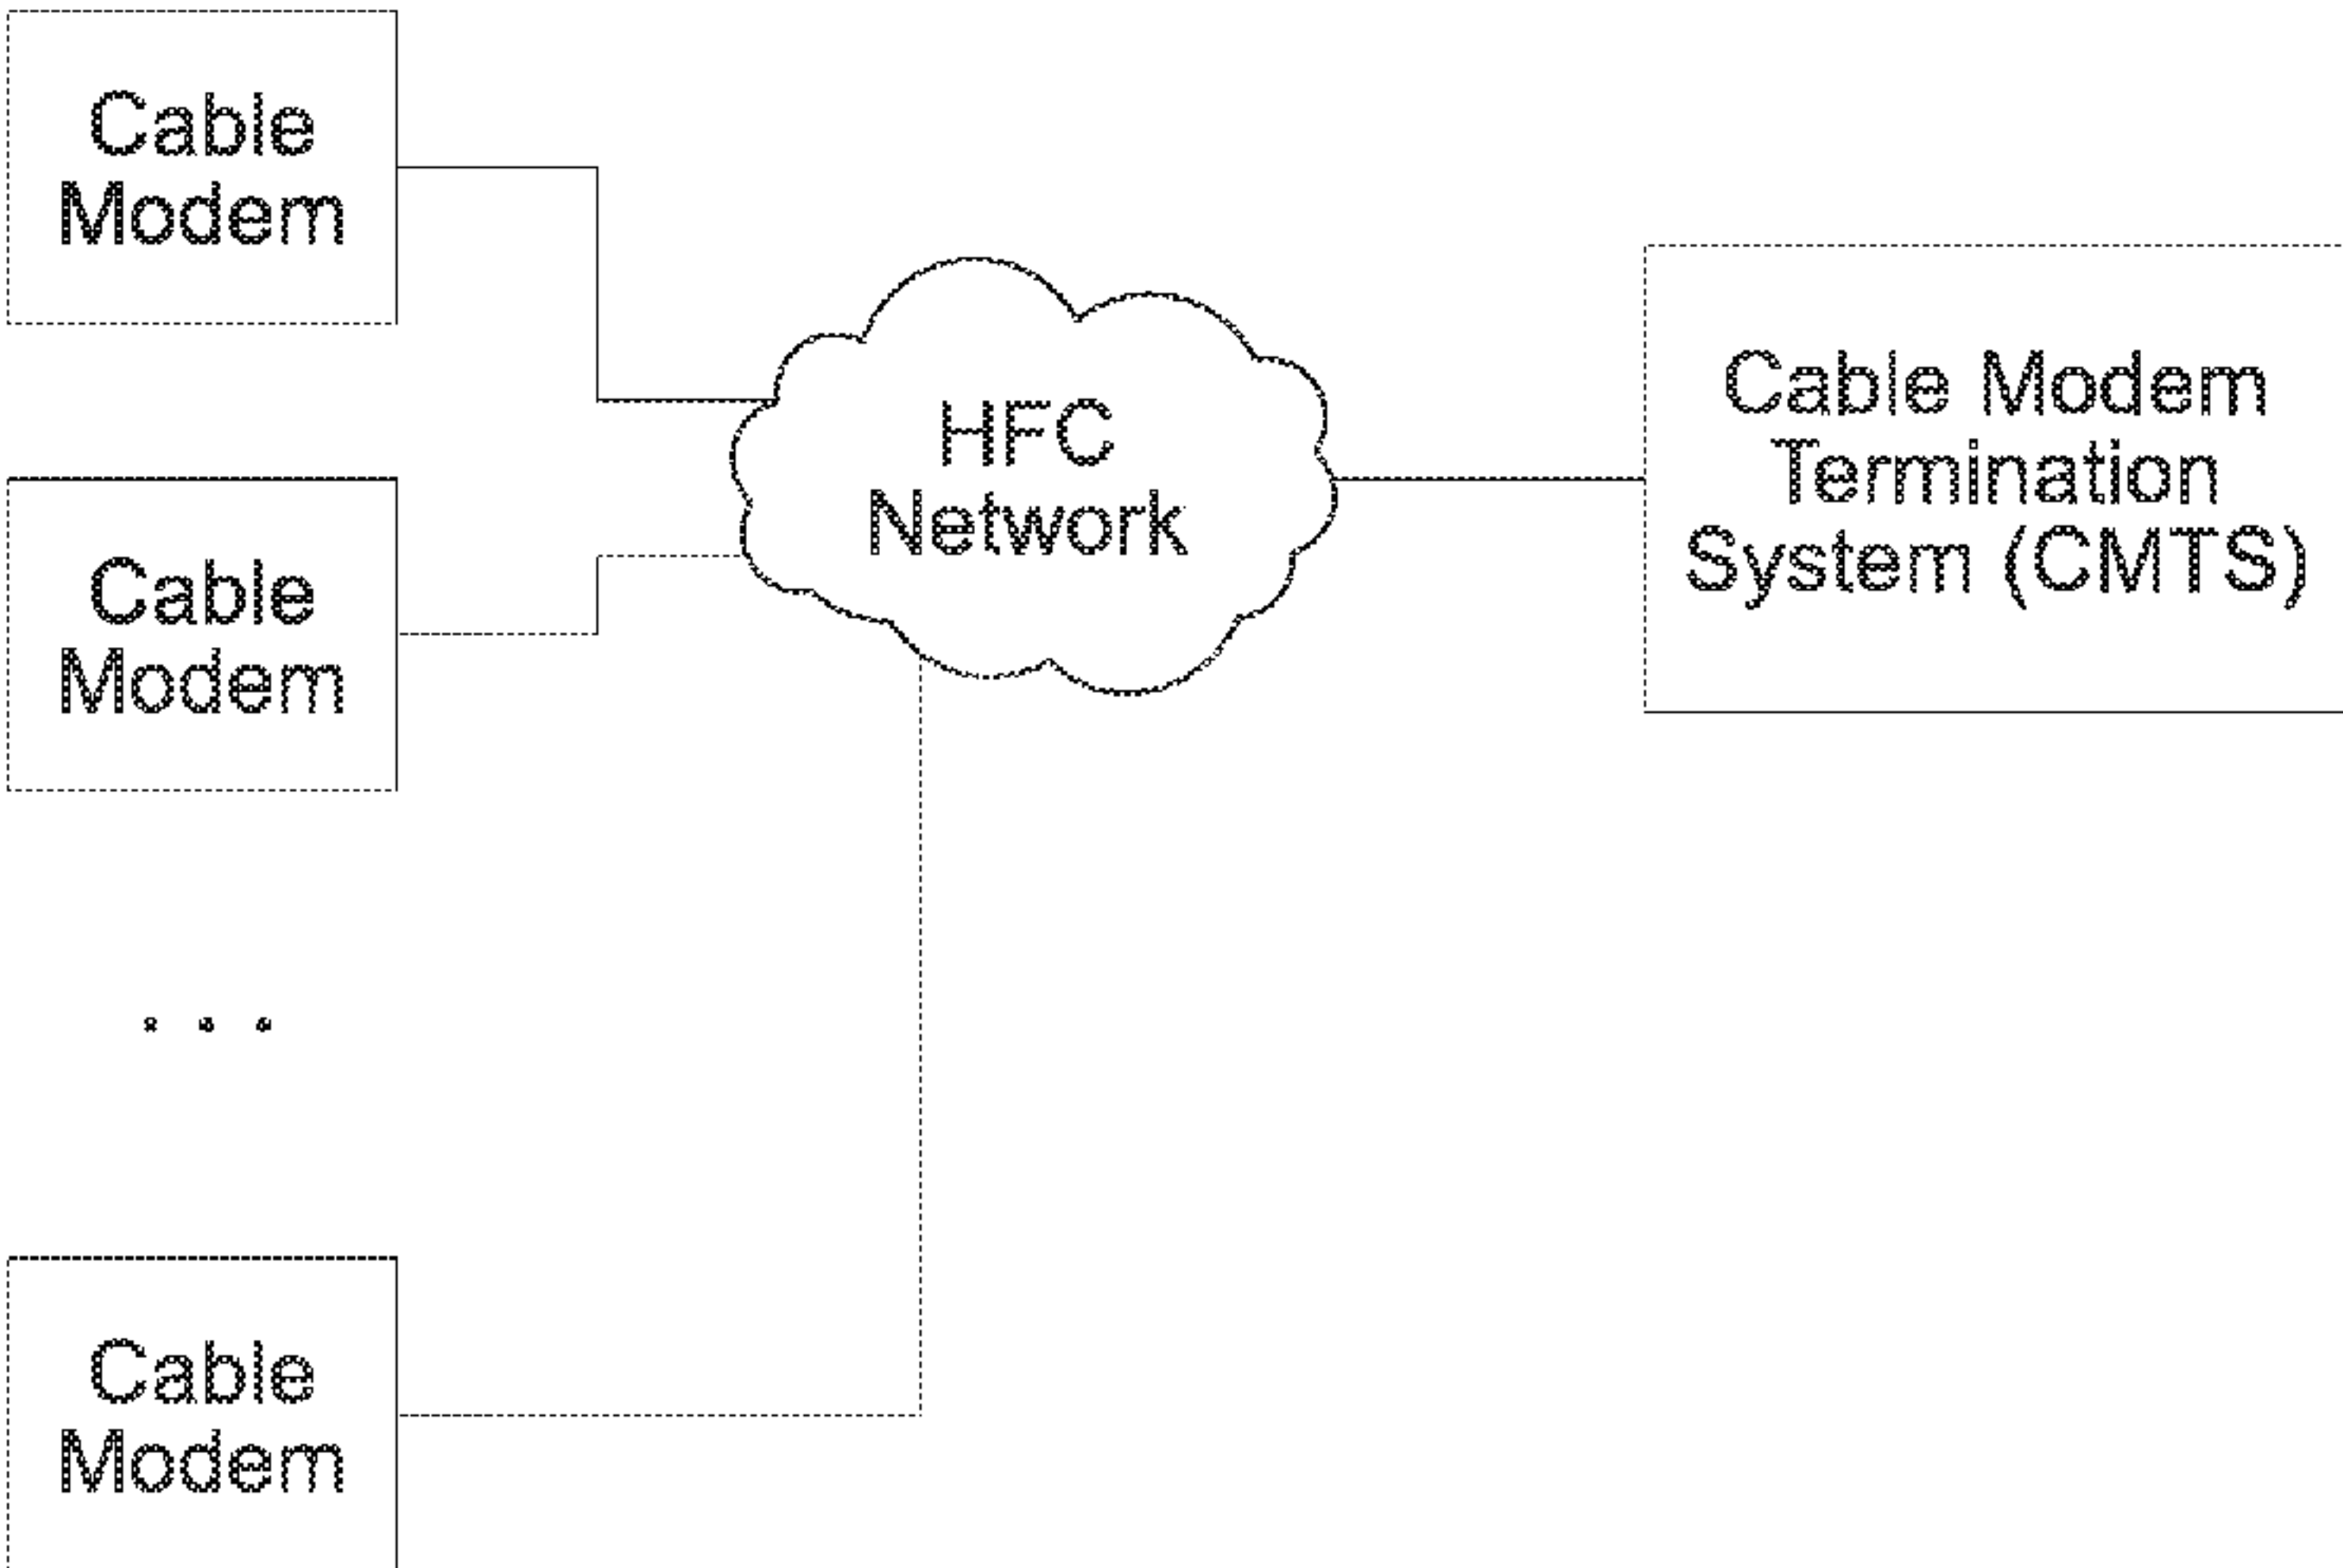 Cable
Modem
HFC
Network
Cable Modem
Termination
System (CMTS)
Cable
Modem
. . .
Cable
Modem